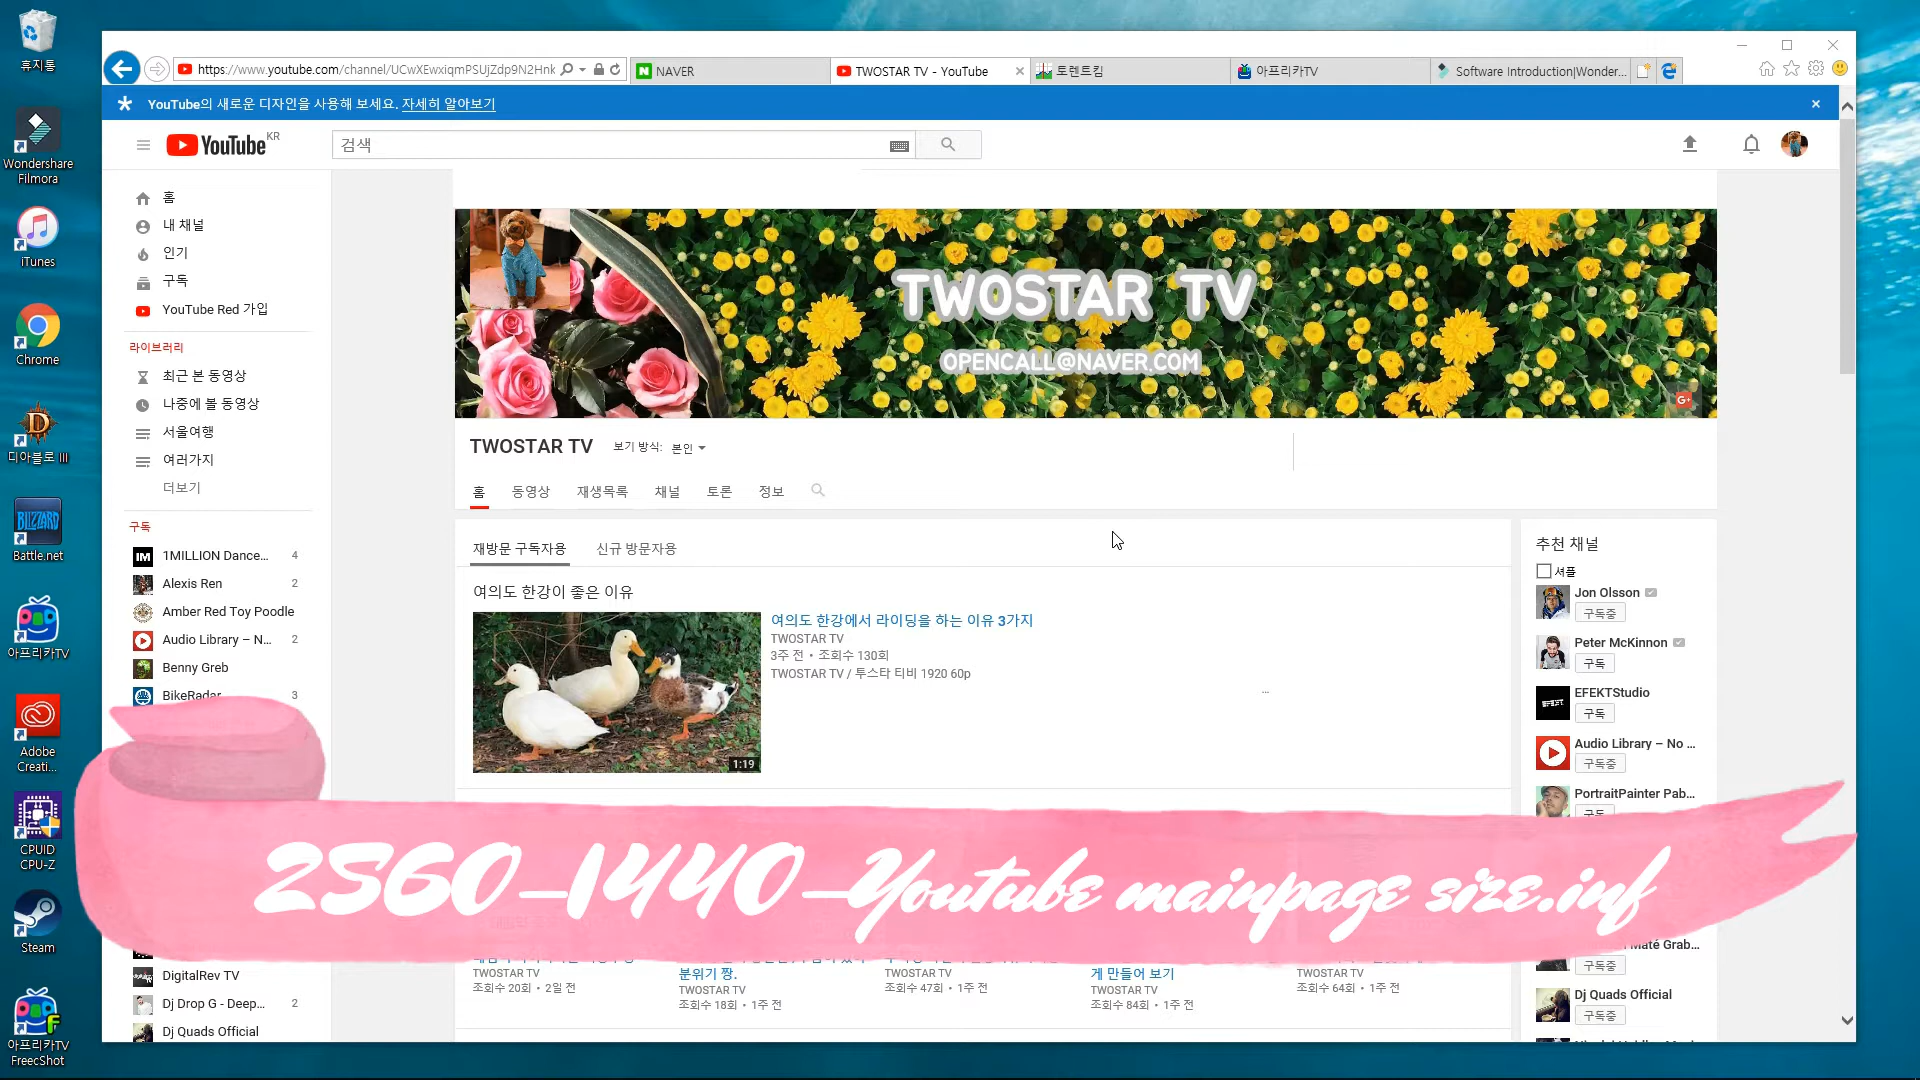 휴지통
Wondershare
Filmora
iTunes
Chrome
디아블로 III
BLIZZARD
Battle.net
아프리카TV
Adobe
Creati...
CPUID
CPU-Z
Steam
아프리카TV
FreecShot
https://www.youtube.com/channel/UCwXEwxiqmPSUjZdp9N2Hnk
NAVER
TWOSTAR TV - YouTube
토렌트킴
아프리카TV
Software Introduction|Wonder...
YouTube의 새로운 디자인을 사용해 보세요. 자세히 알아보기
YouTube KR
검색
홈
내 채널
인기
구독
YouTube Red 가입
라이브러리
최근 본 동영상
나중에 볼 동영상
서울여행
여러가지
더보기
구독
1MILLION Dance... 4
Alexis Ren 2
Amber Red Toy Poodle
Audio Library – N... 2
Benny Greb
BikeRadar 3
DigitalRev TV
Dj Drop G - Deep... 2
Dj Quads Official
TWOSTAR TV
OPENCALL@NAVER.COM
TWOSTAR TV
보기 방식: 본인
홈 동영상 재생목록 채널 토론 정보
재방문 구독자용 신규 방문자용
여의도 한강이 좋은 이유
1:19
여의도 한강에서 라이딩을 하는 이유 3가지
TWOSTAR TV
3주 전 • 조회수 130회
TWOSTAR TV / 투스타 티비 1920 60p
...
추천 채널
셔플
Jon Olsson
구독중
Peter McKinnon
구독
EFEKTStudio
구독
Audio Library – No ...
구독중
PortraitPainter Pab...
구독
Maté Grab...
구독중
Dj Quads Official
구독중
2560-1440-Youtube mainpage size.inf
TWOSTAR TV
조회수 20회 • 2일 전
분위기 짱.
TWOSTAR TV
조회수 18회 • 1주 전
TWOSTAR TV
조회수 47회 • 1주 전
게 만들어 보기
TWOSTAR TV
조회수 84회 • 1주 전
TWOSTAR TV
조회수 64회 • 1주 전